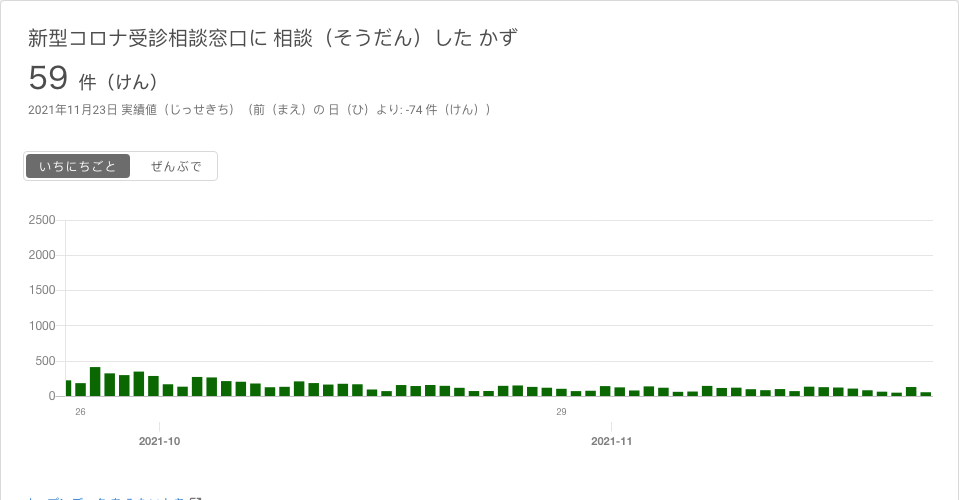 新型コロナ受診相談窓口に 相談（そうだん）した かず
59 件（けん）
2021年11月23日 実績値（じっせきち）（前（まえ）の 日（ひ）より: -74 件（けん））
いちにちごと ぜんぶで
2500
2000
1500
1000
500
0
26 29
2021-10 2021-11